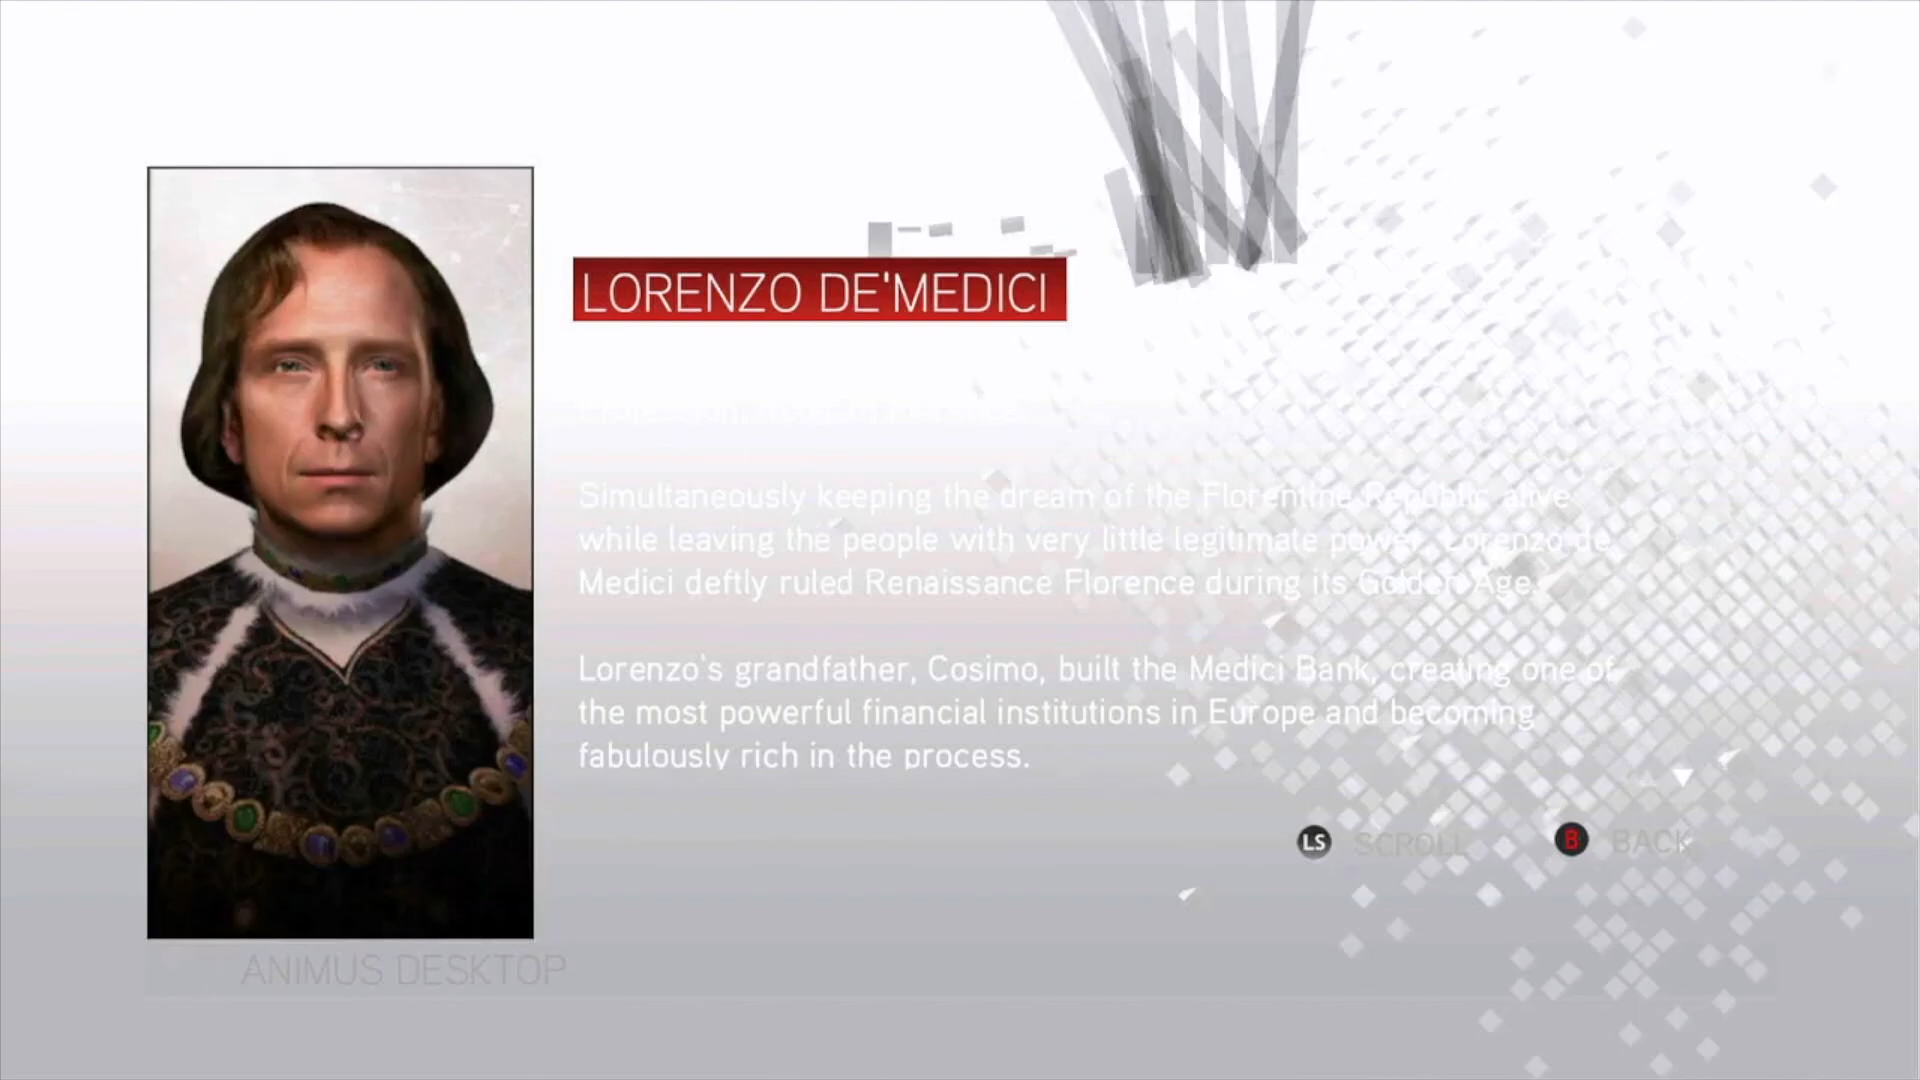 LORENZO DE'MEDICI
Simultaneously keeping the dream of the Florentine Republic alive
while leaving the people with very little legitimate power, Lorenzo de
Medici deftly ruled Renaissance Florence during its Golden Age.
Lorenzo's grandfather, Cosimo, built the Medici Bank, creating one of
the most powerful financial institutions in Europe and becoming
fabulously rich in the process.
LS SCROLL B BACK
ANIMUS DESKTOP